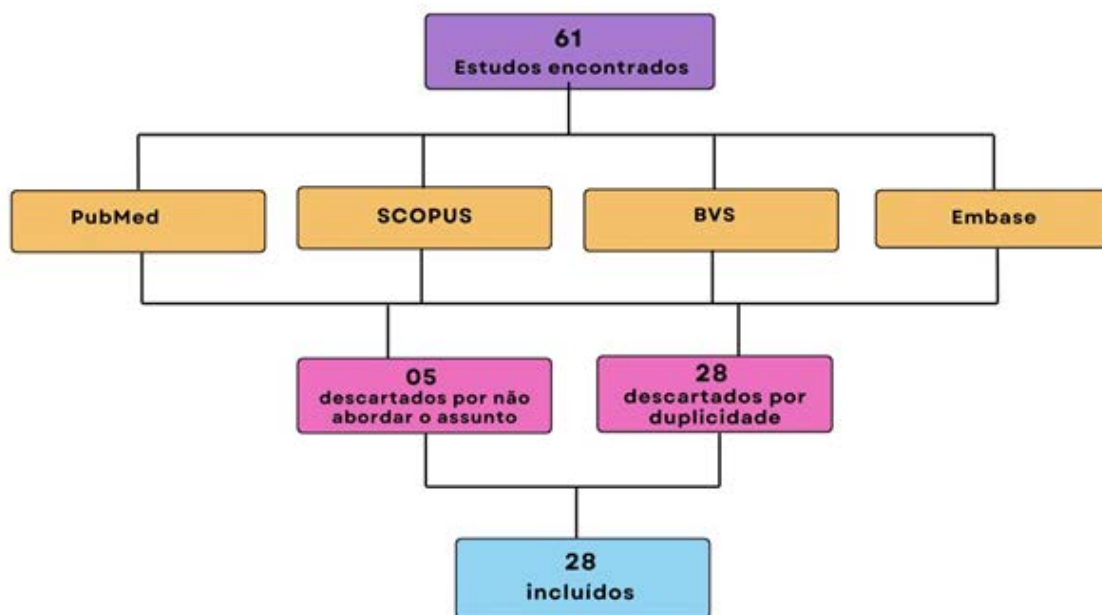 61
Estudos encontrados
PubMed
SCOPUS
BVS
Embase
05
descartados por não
abordar o assunto
28
descartados por
duplicidade
28
incluídos